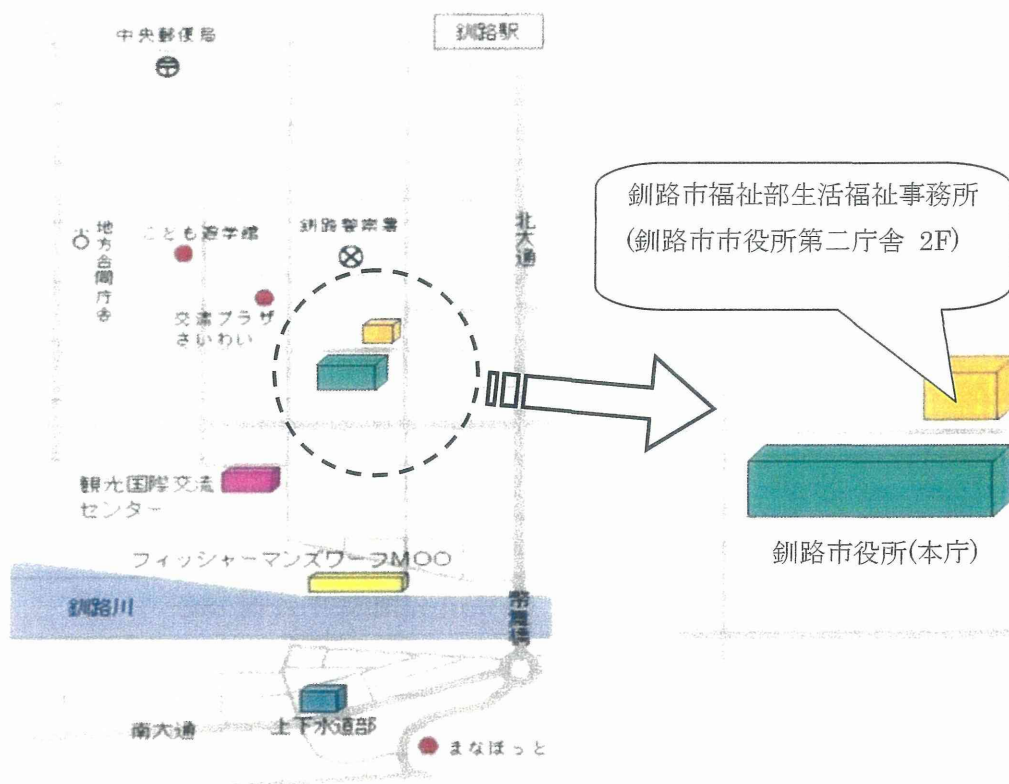 中央郵便局
釧路駅
地方合同庁舎
こども遊学館
釧路警察署
北大通
釧路市福祉部生活福祉事務所
(釧路市市役所第二庁舎 2F)
交流プラザ
さいわい
観光国際交流
センター
釧路市役所(本庁)
フィッシャーマンズワーフMOO
釧路川
幣舞橋
南大通
上下水道部
まなぼっと